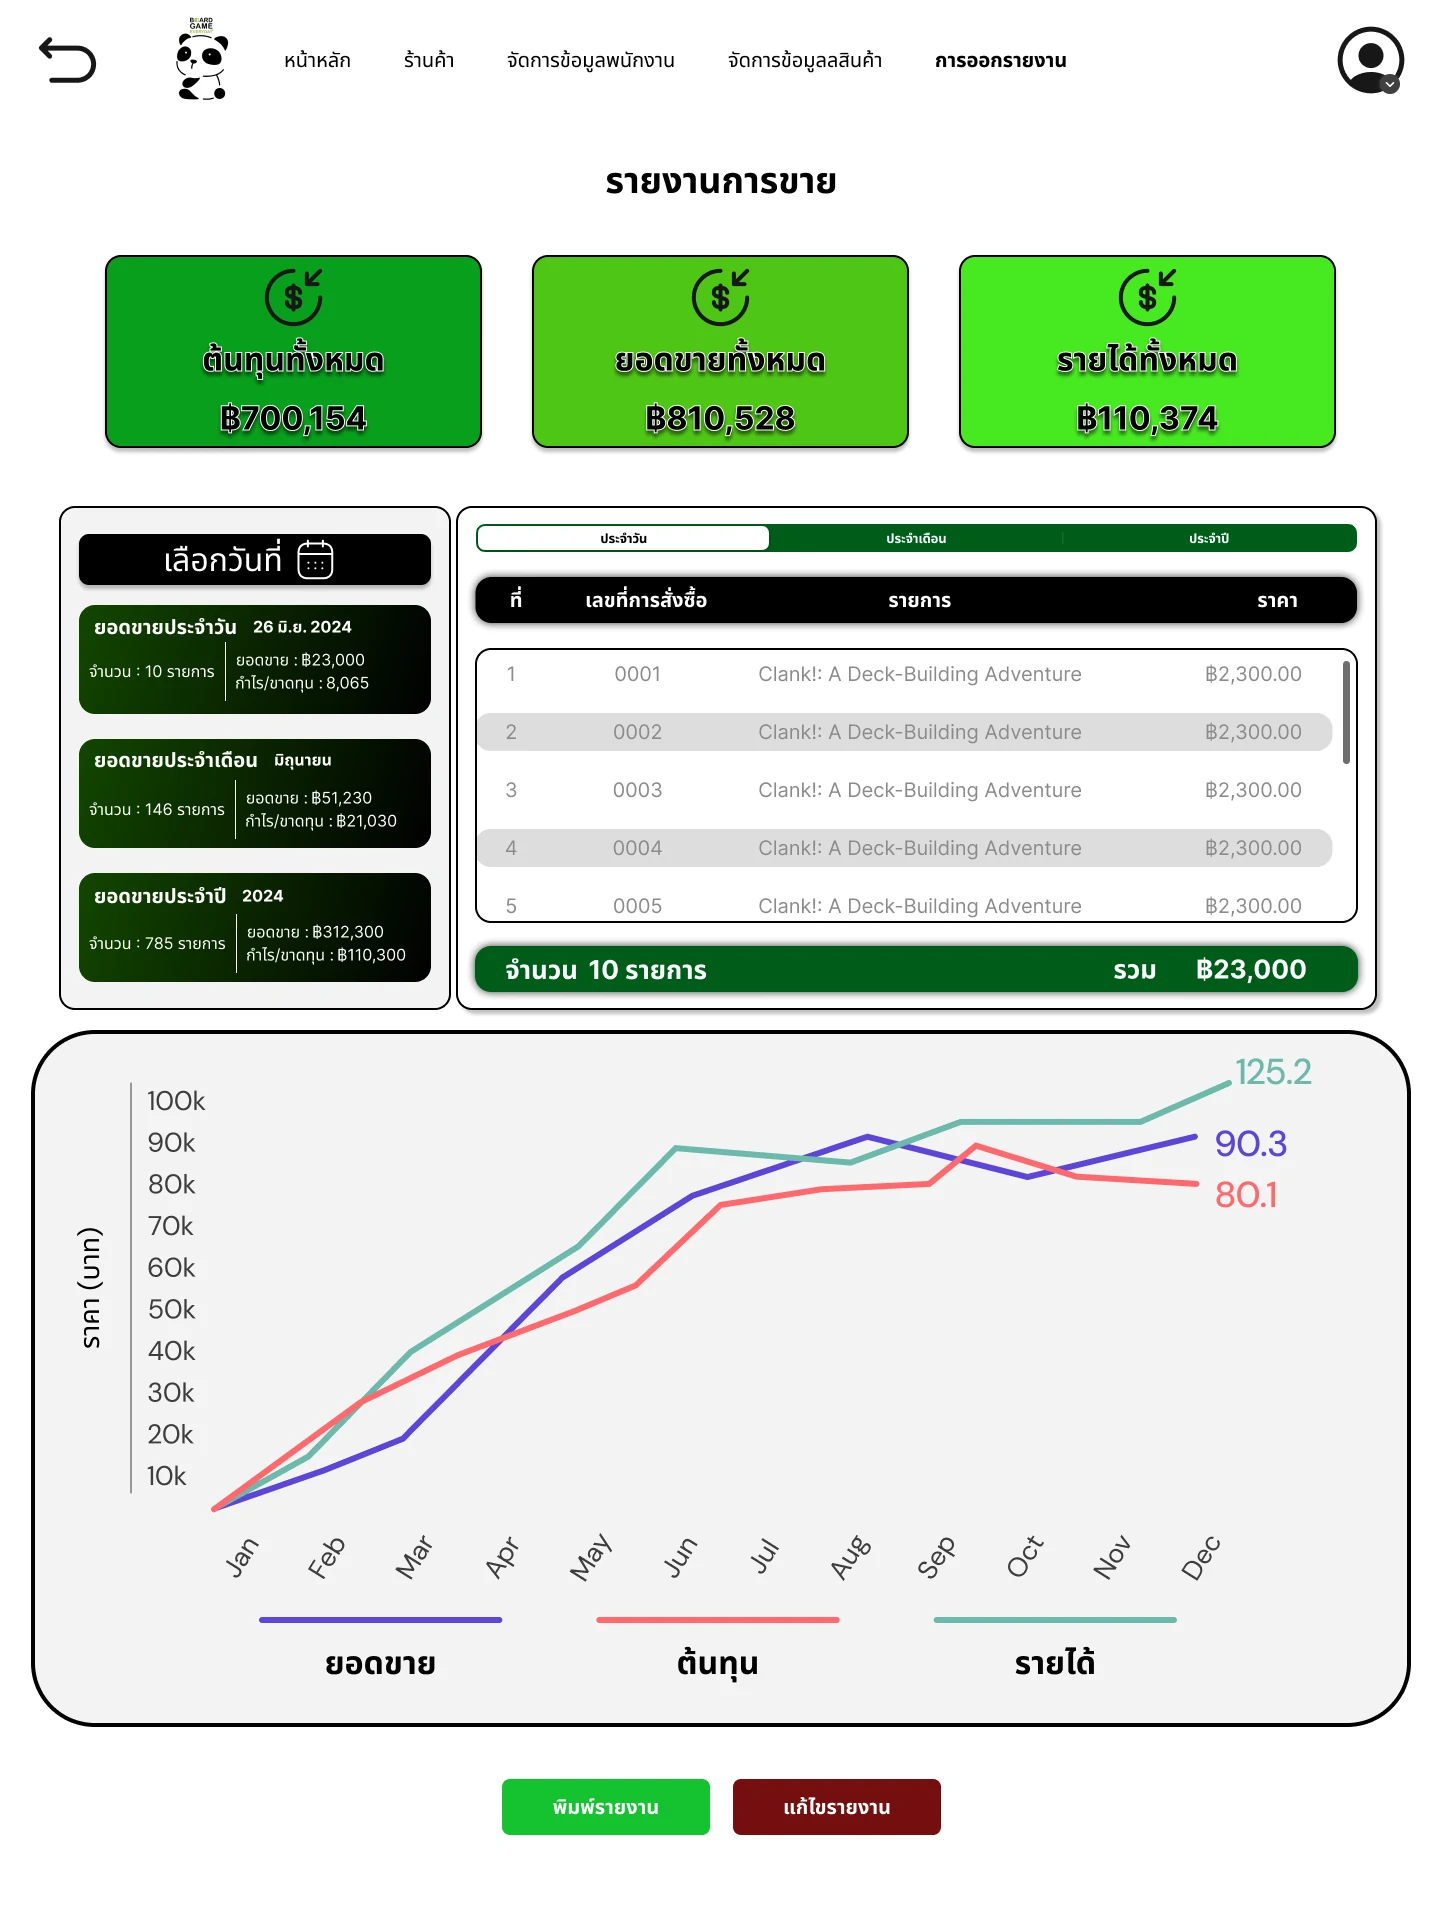 BOARD
GAME
EVERYDAY
หน้าหลัก
ร้านค้า
จัดการข้อมูลพนักงาน
จัดการข้อมูลลสินค้า
การออกรายงาน
รายงานการขาย
ต้นทุนทั้งหมด
฿700,154
ยอดขายทั้งหมด
฿810,528
รายได้ทั้งหมด
฿110,374
เลือกวันที่
ยอดขายประจำวัน 26 มิ.ย. 2024
จำนวน : 10 รายการ
ยอดขาย : ฿23,000
กำไร/ขาดทุน : 8,065
ยอดขายประจำเดือน มิถุนายน
จำนวน : 146 รายการ
ยอดขาย : ฿51,230
กำไร/ขาดทุน : ฿21,030
ยอดขายประจำปี 2024
จำนวน : 785 รายการ
ยอดขาย : ฿312,300
กำไร/ขาดทุน : ฿110,300
ประจำวัน ประจำเดือน ประจำปี
ที่ เลขที่การสั่งซื้อ รายการ ราคา
1 0001 Clank!: A Deck-Building Adventure ฿2,300.00
2 0002 Clank!: A Deck-Building Adventure ฿2,300.00
3 0003 Clank!: A Deck-Building Adventure ฿2,300.00
4 0004 Clank!: A Deck-Building Adventure ฿2,300.00
5 0005 Clank!: A Deck-Building Adventure ฿2,300.00
จำนวน 10 รายการ รวม ฿23,000
ราคา (บาท)
100k
90k
80k
70k
60k
50k
40k
30k
20k
10k
125.2
90.3
80.1
Jan Feb Mar Apr May Jun Jul Aug Sep Oct Nov Dec
ยอดขาย ต้นทุน รายได้
พิมพ์รายงาน แก้ไขรายงาน